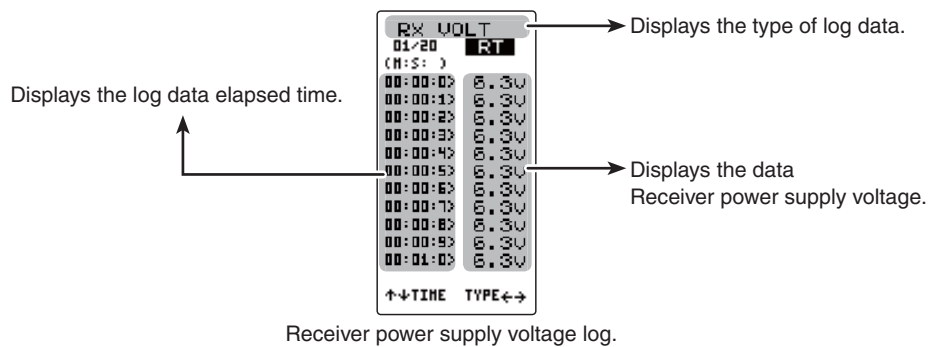 RX VOLT
01/20 RT
(M:S: )
00:00:0> 6.3V
00:00:1> 6.3V
00:00:2> 6.3V
00:00:3> 6.3V
00:00:4> 6.3V
00:00:5> 6.3V
00:00:6> 6.3V
00:00:7> 6.3V
00:00:8> 6.3V
00:00:9> 6.3V
00:01:0> 6.3V
↑↓TIME TYPE←→
Displays the type of log data.
Displays the log data elapsed time.
Displays the data
Receiver power supply voltage.
Receiver power supply voltage log.